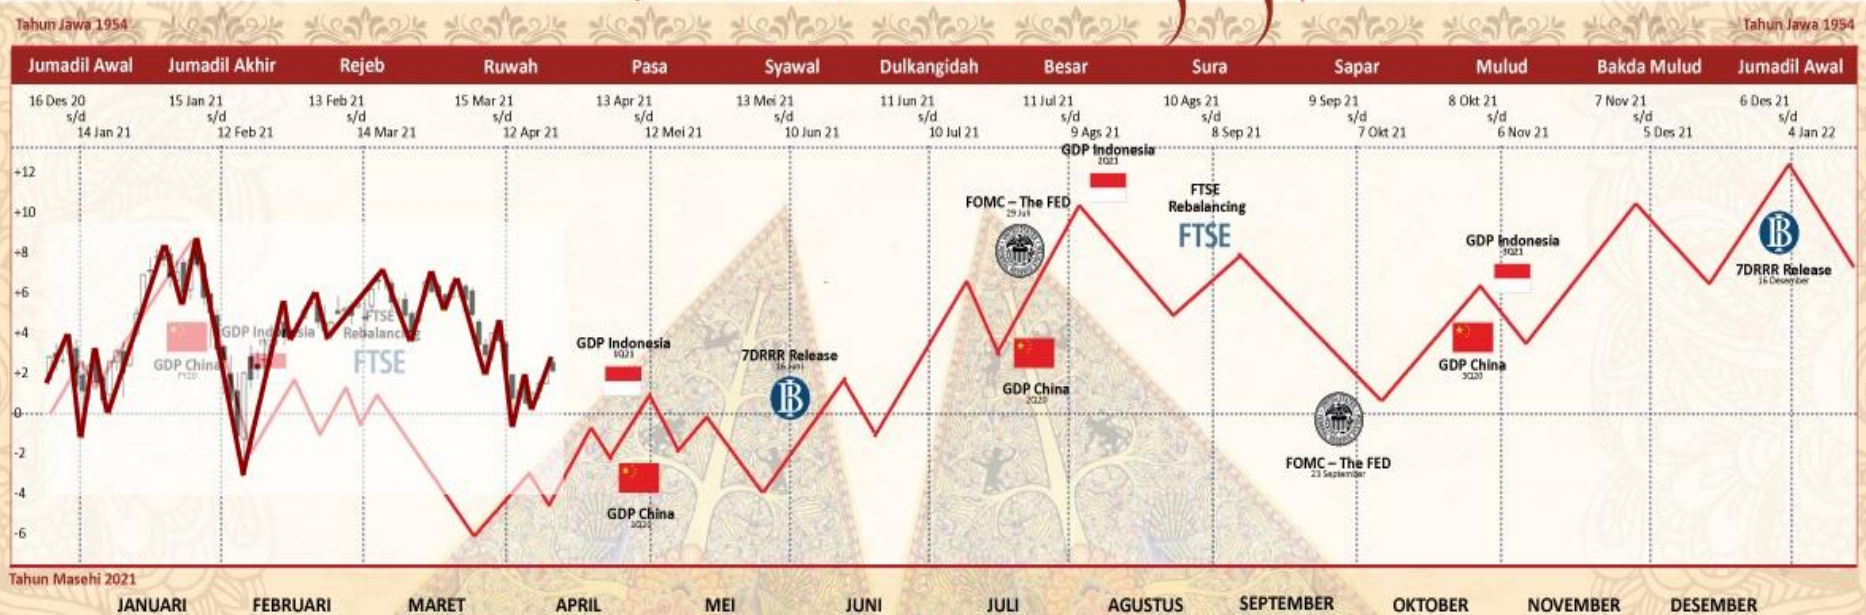 Tahun Jawa 1954
Tahun Jawa 1954
Jumadil Awal
Jumadil Akhir
Rejeb
Ruwah
Pasa
Syawal
Dulkangidah
Besar
Sura
Sapar
Mulud
Bakda Mulud
Jumadil Awal
16 Des 20
s/d
14 Jan 21
15 Jan 21
s/d
12 Feb 21
13 Feb 21
s/d
14 Mar 21
15 Mar 21
s/d
12 Apr 21
13 Apr 21
s/d
12 Mei 21
13 Mei 21
s/d
10 Jun 21
11 Jun 21
s/d
10 Jul 21
11 Jul 21
s/d
9 Ags 21
10 Ags 21
s/d
8 Sep 21
9 Sep 21
s/d
7 Okt 21
8 Okt 21
s/d
6 Nov 21
7 Nov 21
s/d
5 Des 21
6 Des 21
s/d
4 Jan 22
+12
+10
+8
+6
+4
+2
0
-2
-4
-6
GDP China
FY20
GDP Indonesia
FTSE
Rebalancing
FTSE
GDP Indonesia
1Q21
GDP China
1Q21
7DRRR Release
16 Juni
FOMC – The FED
29 Juli
GDP China
2Q20
GDP Indonesia
2Q21
FTSE
Rebalancing
FTSE
FOMC – The FED
23 September
GDP Indonesia
3Q21
GDP China
3Q20
7DRRR Release
16 Desember
Tahun Masehi 2021
JANUARI
FEBRUARI
MARET
APRIL
MEI
JUNI
JULI
AGUSTUS
SEPTEMBER
OKTOBER
NOVEMBER
DESEMBER